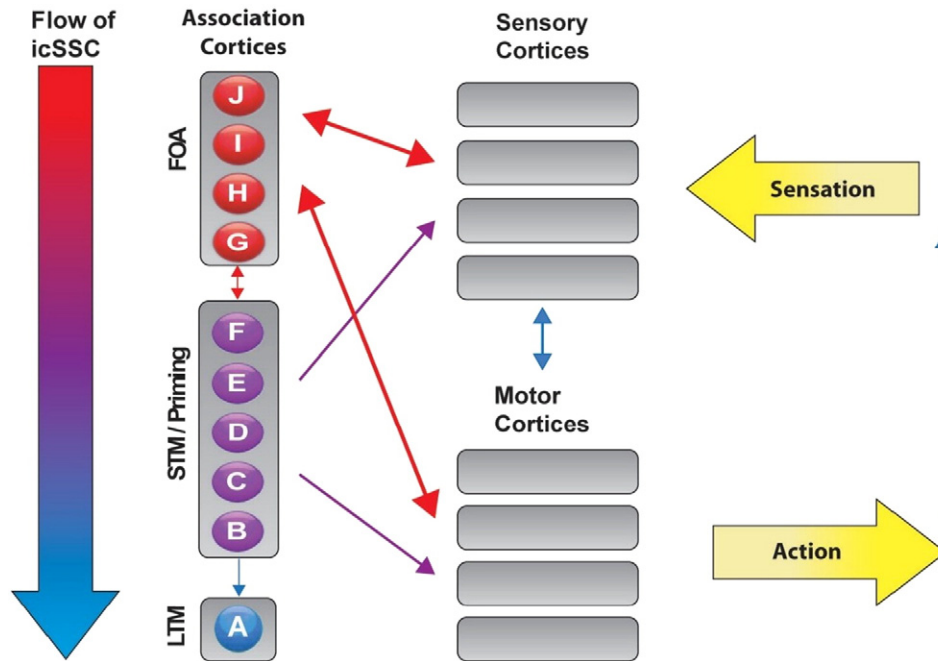 Flow of
icSSC
Association
Cortices
Sensory
Cortices
FOA
J
I
H
G
Sensation
STM / Priming
F
E
D
C
B
Motor
Cortices
Action
LTM
A